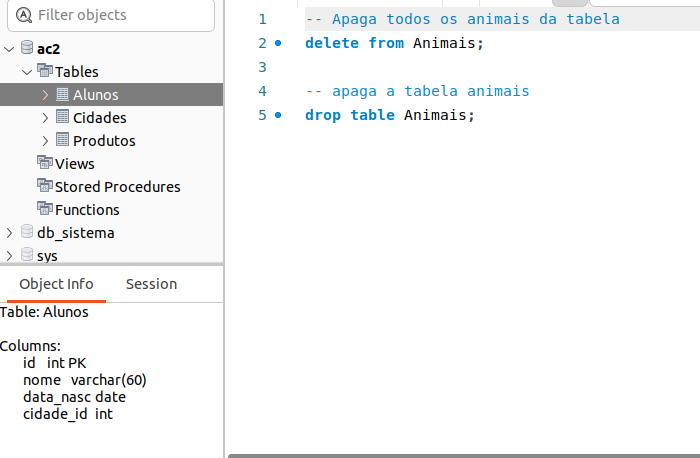 Filter objects
ac2
Tables
Alunos
Cidades
Produtos
Views
Stored Procedures
Functions
db_sistema
sys
Object Info Session
Table: Alunos
Columns:
id int PK
nome varchar(60)
data_nasc date
cidade_id int
1 -- Apaga todos os animais da tabela
2 delete from Animais;
3
4 -- apaga a tabela animais
5 drop table Animais;